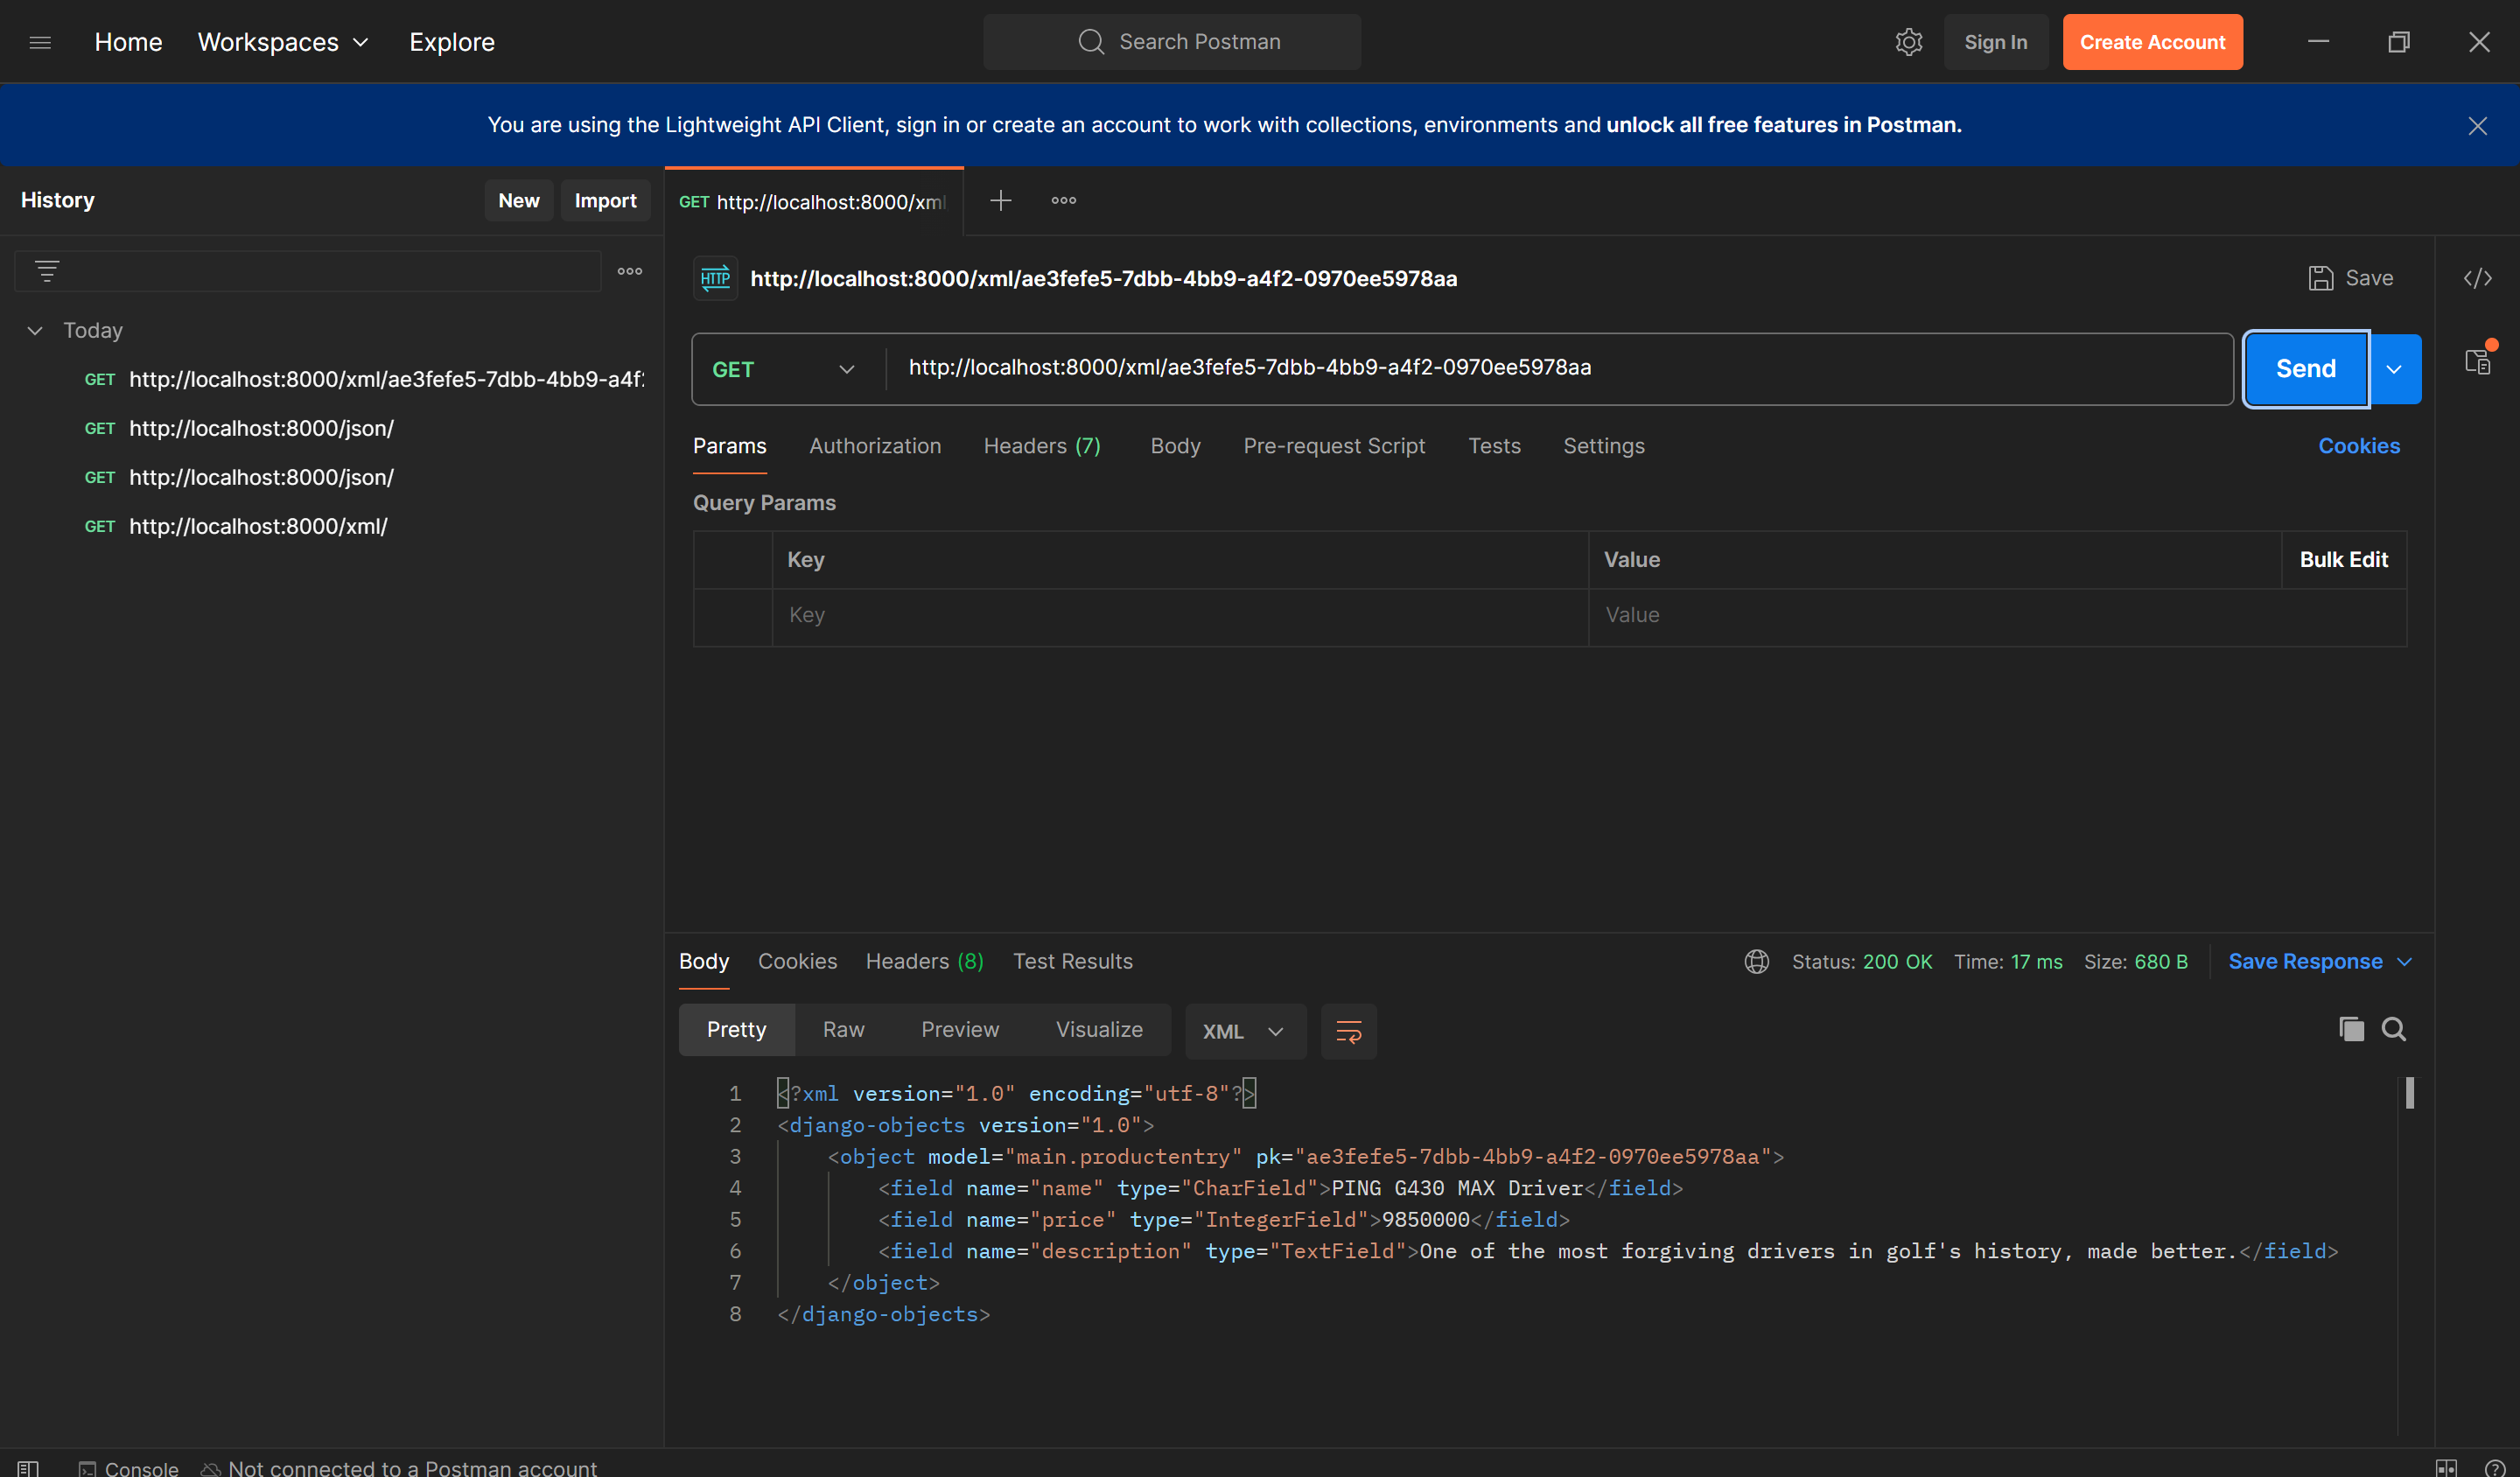 Home Workspaces Explore Search Postman Sign In Create Account
You are using the Lightweight API Client, sign in or create an account to work with collections, environments and unlock all free features in Postman.
History New Import
Today
GET http://localhost:8000/xml/ae3fefe5-7dbb-4bb9-a4f
GET http://localhost:8000/json/
GET http://localhost:8000/json/
GET http://localhost:8000/xml/
GET http://localhost:8000/xml
HTTP http://localhost:8000/xml/ae3fefe5-7dbb-4bb9-a4f2-0970ee5978aa Save
GET http://localhost:8000/xml/ae3fefe5-7dbb-4bb9-a4f2-0970ee5978aa Send
Params Authorization Headers (7) Body Pre-request Script Tests Settings Cookies
Query Params
Key Value Bulk Edit
Key Value
Body Cookies Headers (8) Test Results Status: 200 OK Time: 17 ms Size: 680 B Save Response
Pretty Raw Preview Visualize XML
1 <?xml version="1.0" encoding="utf-8"?>
2 <django-objects version="1.0">
3 <object model="main.productentry" pk="ae3fefe5-7dbb-4bb9-a4f2-0970ee5978aa">
4 <field name="name" type="CharField">PING G430 MAX Driver</field>
5 <field name="price" type="IntegerField">9850000</field>
6 <field name="description" type="TextField">One of the most forgiving drivers in golf's history, made better.</field>
7 </object>
8 </django-objects>
Console Not connected to a Postman account